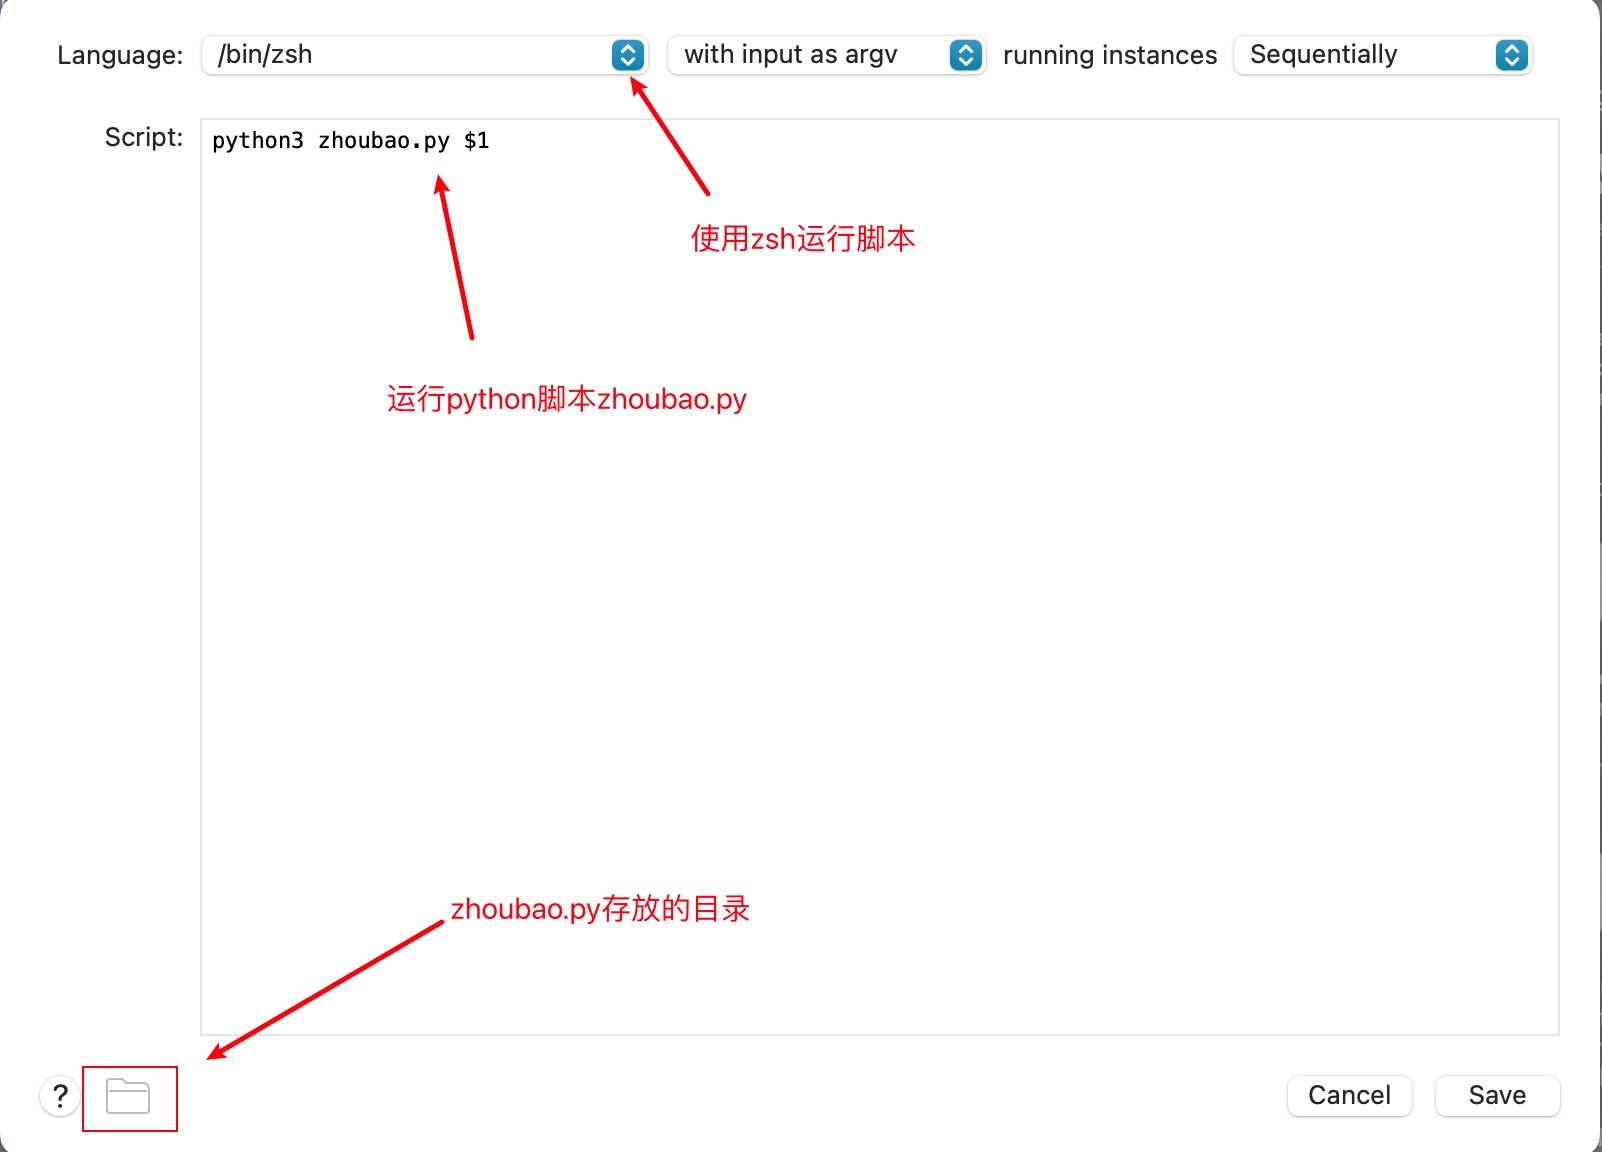 Language: /bin/zsh with input as argv running instances Sequentially
Script: python3 zhoubao.py $1
使用zsh运行脚本
运行python脚本zhoubao.py
zhoubao.py存放的目录
? Cancel Save